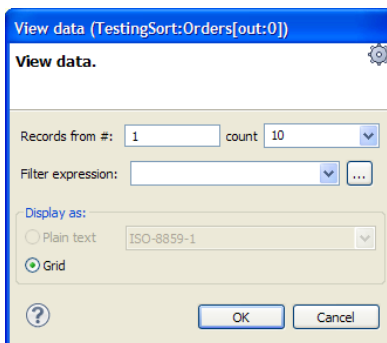 View data (TestingSort:Orders[out:0])
View data.
Records from #: 1 count 10
Filter expression: ...
Display as:
Plain text ISO-8859-1
Grid
? OK Cancel